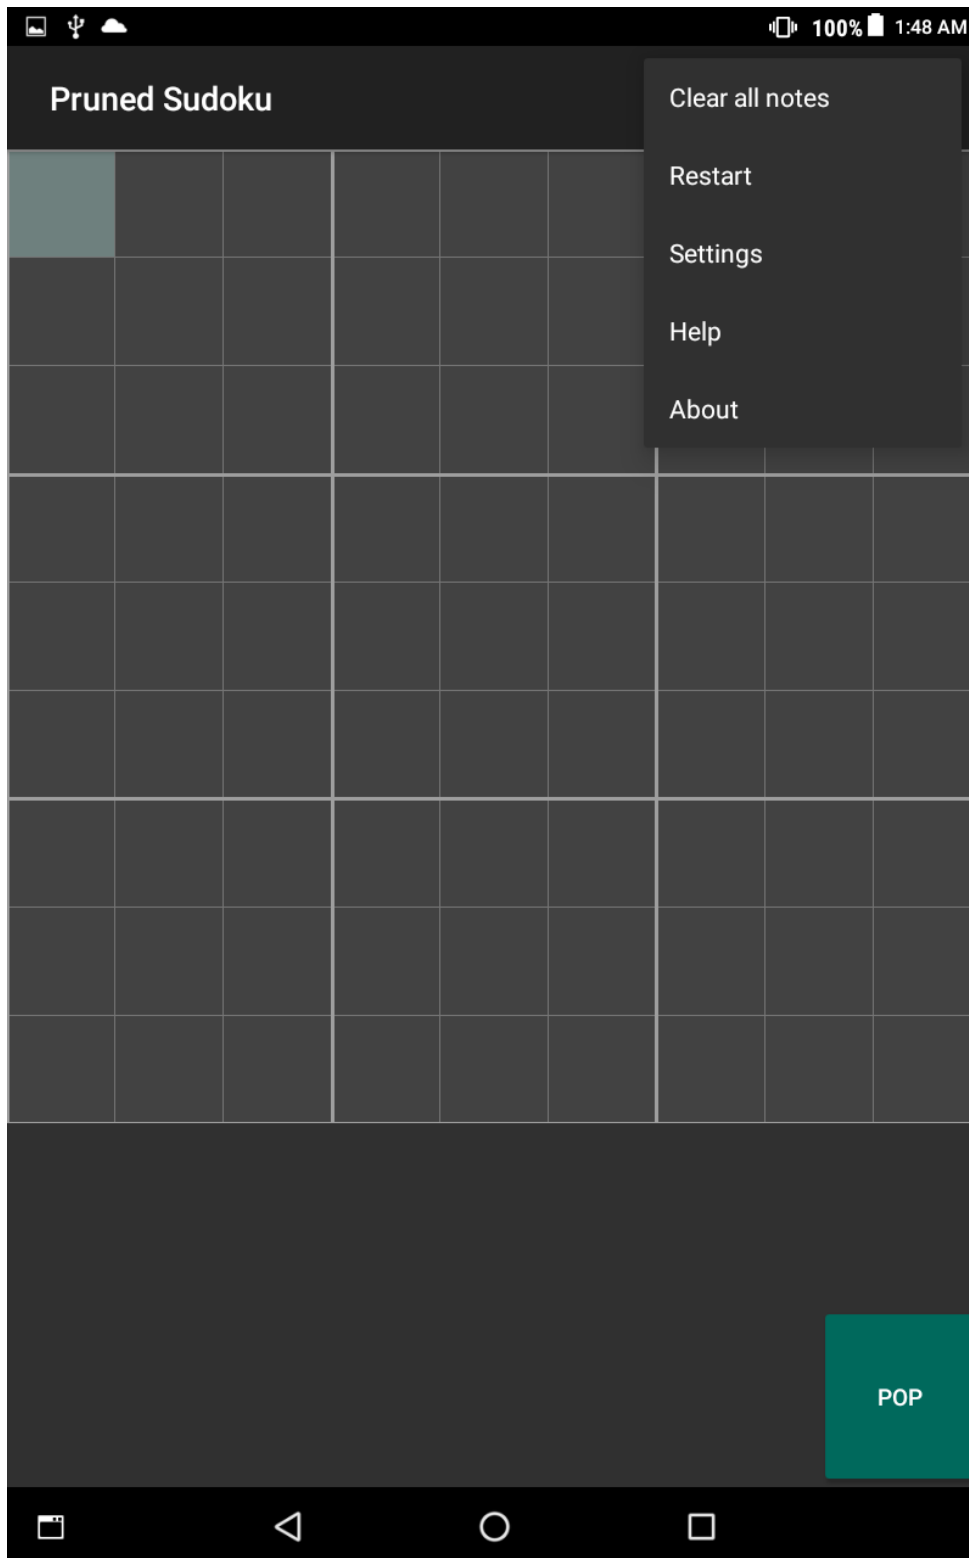 100% 1:48 AM
Pruned Sudoku
Clear all notes
Restart
Settings
Help
About
POP